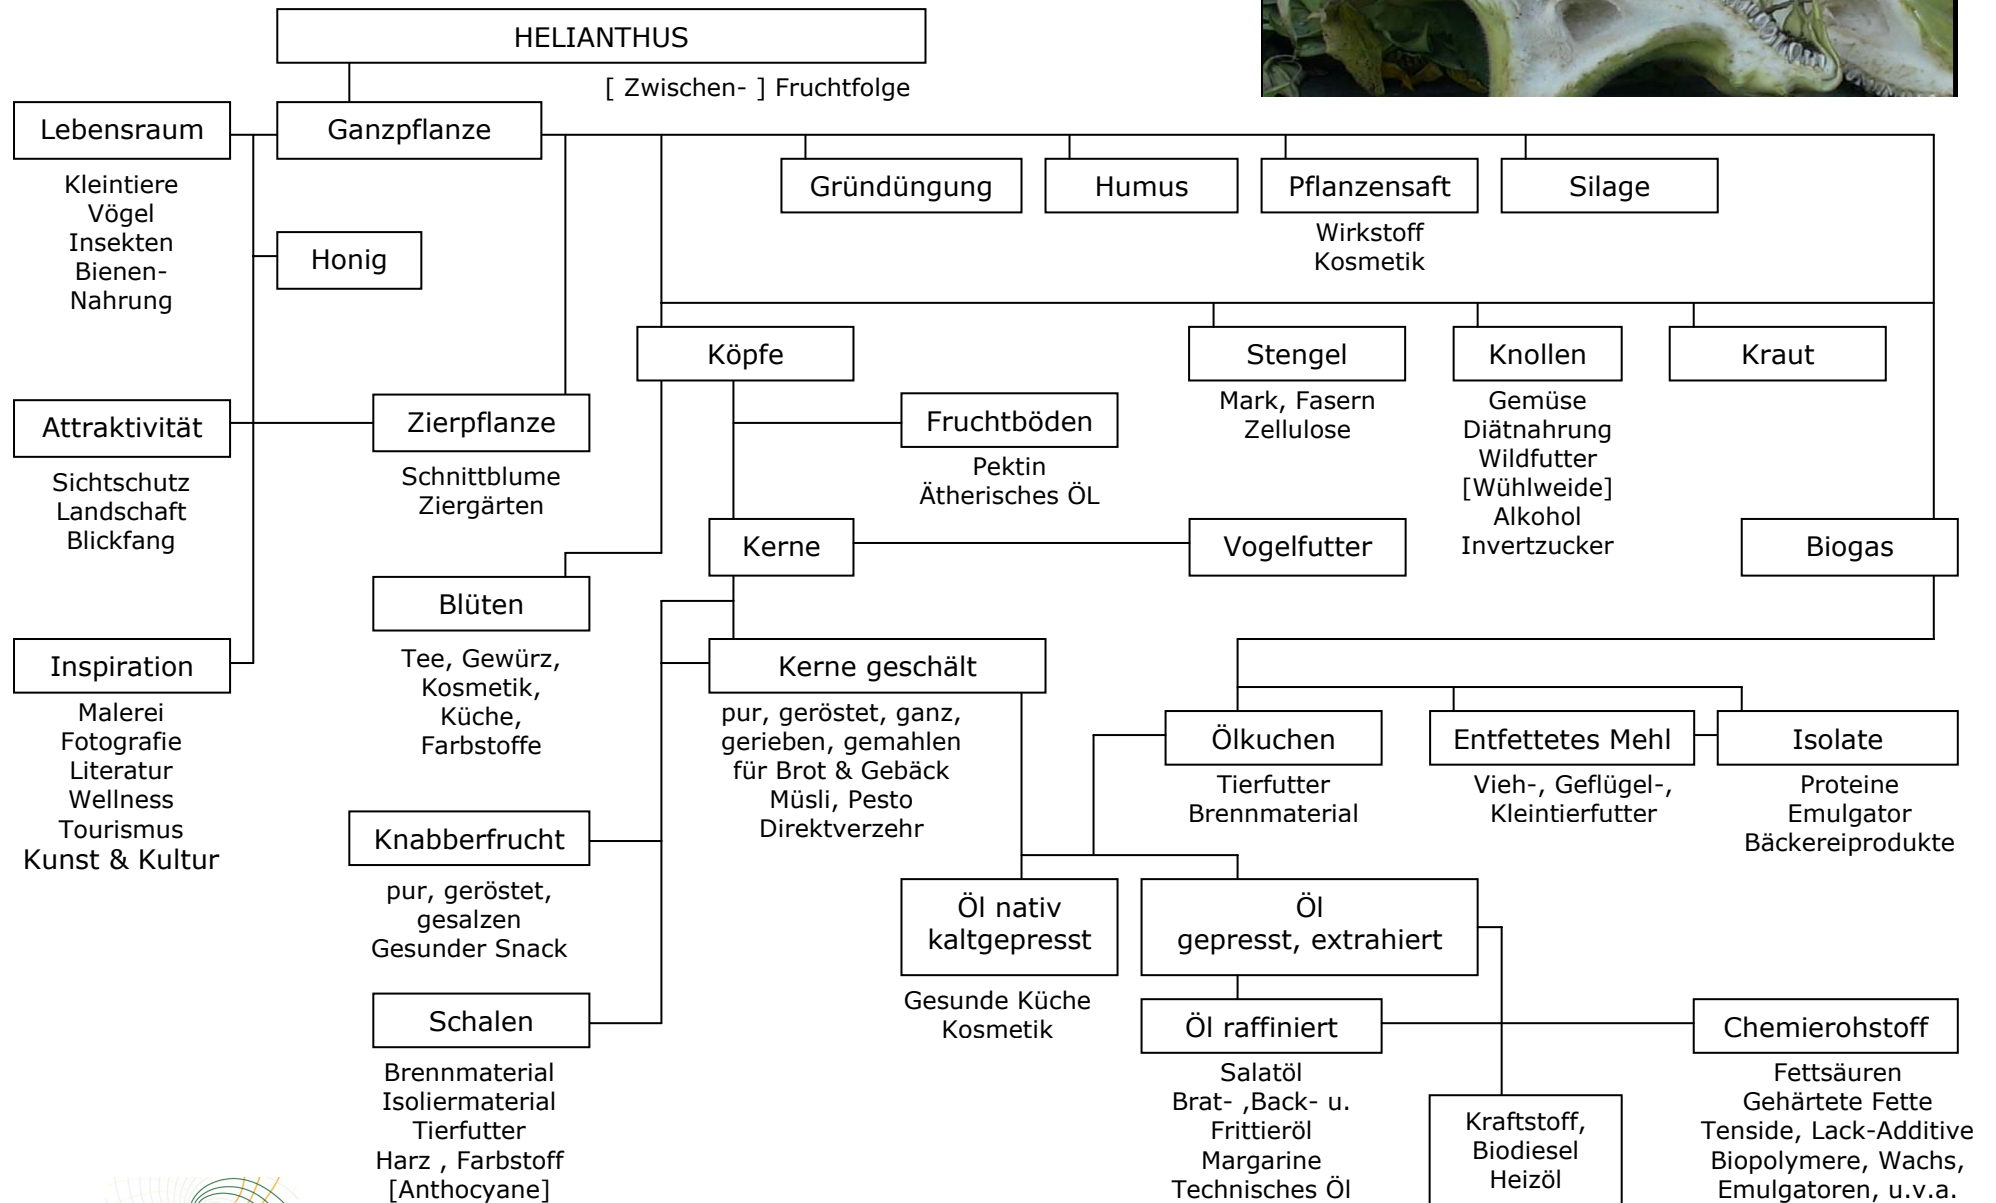 HELIANTHUS
[ Zwischen- ] Fruchtfolge
Lebensraum
Kleintiere
Vögel
Insekten
Bienen-
Nahrung
Ganzpflanze
Honig
Gründüngung
Humus
Pflanzensaft
Wirkstoff
Kosmetik
Silage
Köpfe
Stengel
Mark, Fasern
Zellulose
Knollen
Gemüse
Diätnahrung
Wildfutter
[Wühlweide]
Alkohol
Invertzucker
Kraut
Attraktivität
Sichtschutz
Landschaft
Blickfang
Zierpflanze
Schnittblume
Ziergärten
Fruchtböden
Pektin
Ätherisches ÖL
Kerne
Vogelfutter
Biogas
Blüten
Tee, Gewürz,
Kosmetik,
Küche,
Farbstoffe
Inspiration
Malerei
Fotografie
Literatur
Wellness
Tourismus
Kunst & Kultur
Kerne geschält
pur, geröstet, ganz,
gerieben, gemahlen
für Brot & Gebäck
Müsli, Pesto
Direktverzehr
Ölkuchen
Tierfutter
Brennmaterial
Entfettetes Mehl
Vieh-, Geflügel-,
Kleintierfutter
Isolate
Proteine
Emulgator
Bäckereiprodukte
Knabberfrucht
pur, geröstet,
gesalzen
Gesunder Snack
Öl nativ
kaltgepresst
Gesunde Küche
Kosmetik
Öl
gepresst, extrahiert
Schalen
Brennmaterial
Isoliermaterial
Tierfutter
Harz , Farbstoff
[Anthocyane]
Öl raffiniert
Salatöl
Brat- ,Back- u.
Frittieröl
Margarine
Technisches Öl
Kraftstoff,
Biodiesel
Heizöl
Chemierohstoff
Fettsäuren
Gehärtete Fette
Tenside, Lack-Additive
Biopolymere, Wachs,
Emulgatoren, u.v.a.